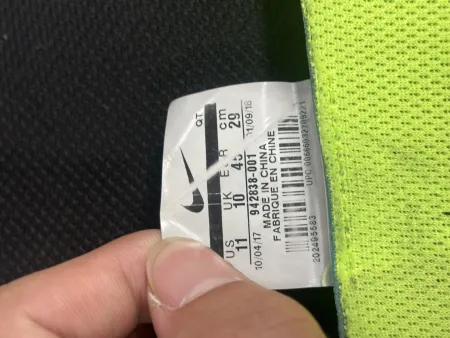 QT
US UK EUR cm
11 10 45 29
942838-001
10/04/17 01/09/18
MADE IN CHINA
FABRIQUE EN CHINE
202495583